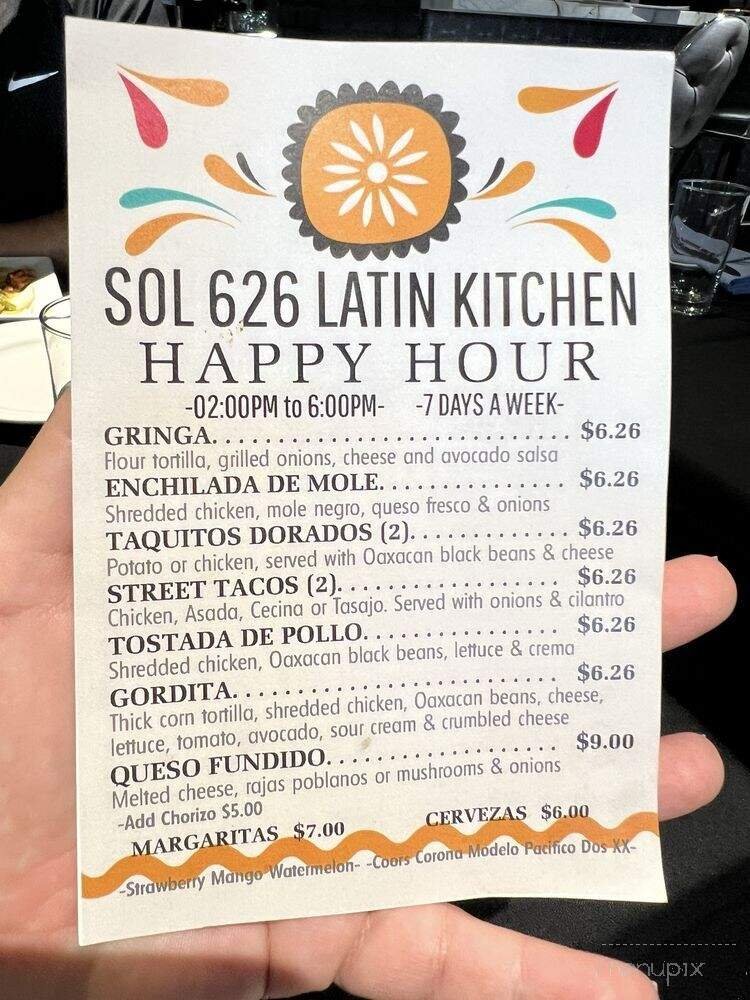 SOL 626 LATIN KITCHEN
HAPPY HOUR
-02:00PM to 6:00PM- -7 DAYS A WEEK-
GRINGA............................. $6.26
Flour tortilla, grilled onions, cheese and avocado salsa
ENCHILADA DE MOLE............... $6.26
Shredded chicken, mole negro, queso fresco & onions
TAQUITOS DORADOS (2)............. $6.26
Potato or chicken, served with Oaxacan black beans & cheese
STREET TACOS (2).................. $6.26
Chicken, Asada, Cecina or Tasajo. Served with onions & cilantro
TOSTADA DE POLLO................ $6.26
Shredded chicken, Oaxacan black beans, lettuce & crema
GORDITA........................... $6.26
Thick corn tortilla, shredded chicken, Oaxacan beans, cheese,
lettuce, tomato, avocado, sour cream & crumbled cheese
QUESO FUNDIDO................... $9.00
Melted cheese, rajas poblanos or mushrooms & onions
-Add Chorizo $5.00
MARGARITAS $7.00 CERVEZAS $6.00
-Strawberry Mango Watermelon- -Coors Corona Modelo Pacifico Dos XX-
menupix